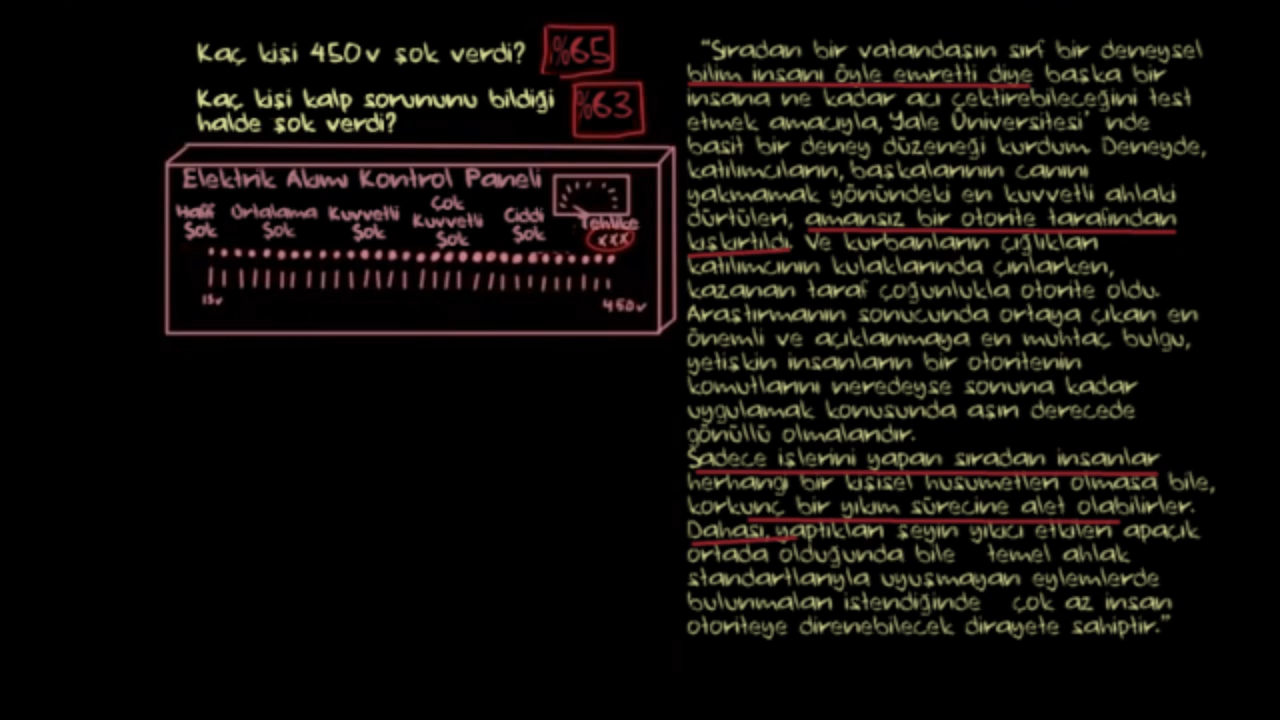 Kaç kişi 450v şok verdi? %65
Kaç kişi kalp sorununu bildiği
halde şok verdi? %63
Elektrik Akımı Kontrol Paneli
Hafif Şok
Ortalama Şok
Kuvvetli Şok
Çok Kuvvetli Şok
Ciddi Şok
Tehlike
xxx
15v
450v
"Sıradan bir vatandaşın sırf bir deneysel
bilim insanı öyle emretti diye başka bir
insana ne kadar acı çektirebileceğini test
etmek amacıyla, Yale Üniversitesi' nde
basit bir deney düzeneği kurdum. Deneyde,
katılımcıların, başkalarının canını
yakmamak yönündeki en kuvvetli ahlaki
dürtüleri, amansız bir otorite tarafından
kışkırtıldı. Ve kurbanların çığlıkları
katılımcının kulaklarında çınlarken,
kazanan taraf çoğunlukla otorite oldu.
Araştırmanın sonucunda ortaya çıkan en
önemli ve açıklanmaya en muhtaç bulgu,
yetişkin insanların bir otoritenin
komutlarını neredeyse sonuna kadar
uygulamak konusunda aşırı derecede
gönüllü olmalarıdır.
Sadece işlerini yapan sıradan insanlar
herhangi bir kişisel husumetleri olmasa bile,
korkunç bir yıkım sürecine alet olabilirler.
Dahası, yaptıkları şeyin yıkıcı etkileri apaçık
ortada olduğunda bile temel ahlak
standartlarıyla uyuşmayan eylemlerde
bulunmaları istendiğinde çok az insan
otoriteye direnebilecek dirayete sahiptir."